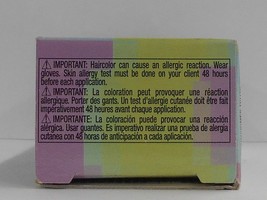 ⚠ IMPORTANT: Haircolor can cause an allergic reaction. Wear
gloves. Skin allergy test must be done on your client 48 hours
before each application.
⚠ IMPORTANT: La coloration peut provoquer une réaction
allergique. Porter des gants. Un test d'allergie cutanée doit être fait
impérativement 48 heures avant chaque application.
⚠ IMPORTANTE: La coloración puede provocar una reacción
alérgica. Usar guantes. Es imperativo realizar una prueba de alergia
cutánea con 48 horas de anticipación a cada aplicación.